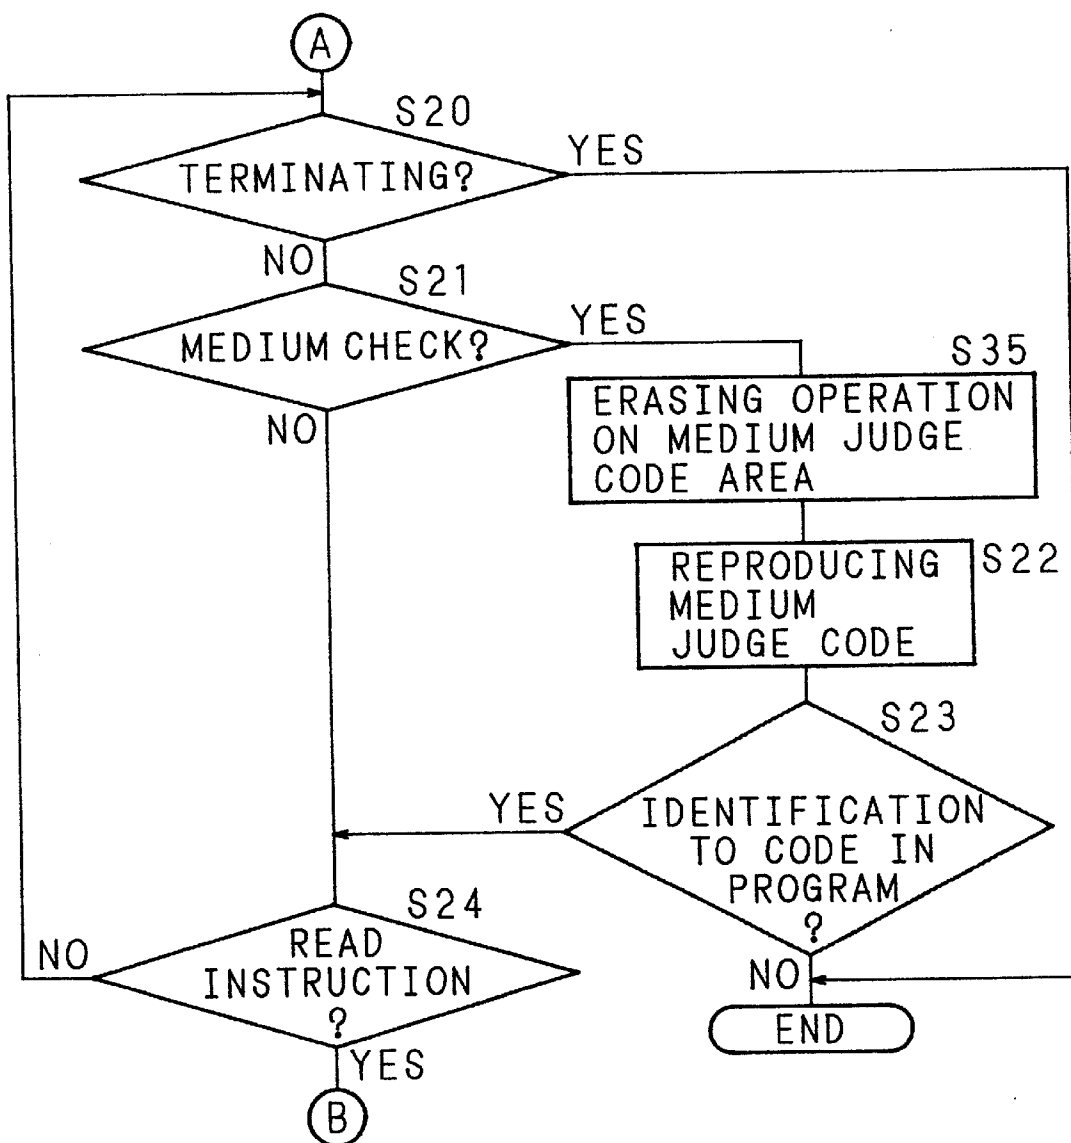 A
S20
TERMINATING?
YES
NO
S21
MEDIUM CHECK?
YES
NO
S35
ERASING OPERATION
ON MEDIUM JUDGE
CODE AREA
REPRODUCING
MEDIUM
JUDGE CODE
S22
S23
IDENTIFICATION
TO CODE IN
PROGRAM
?
YES
NO
S24
READ
INSTRUCTION
?
NO
YES
END
B